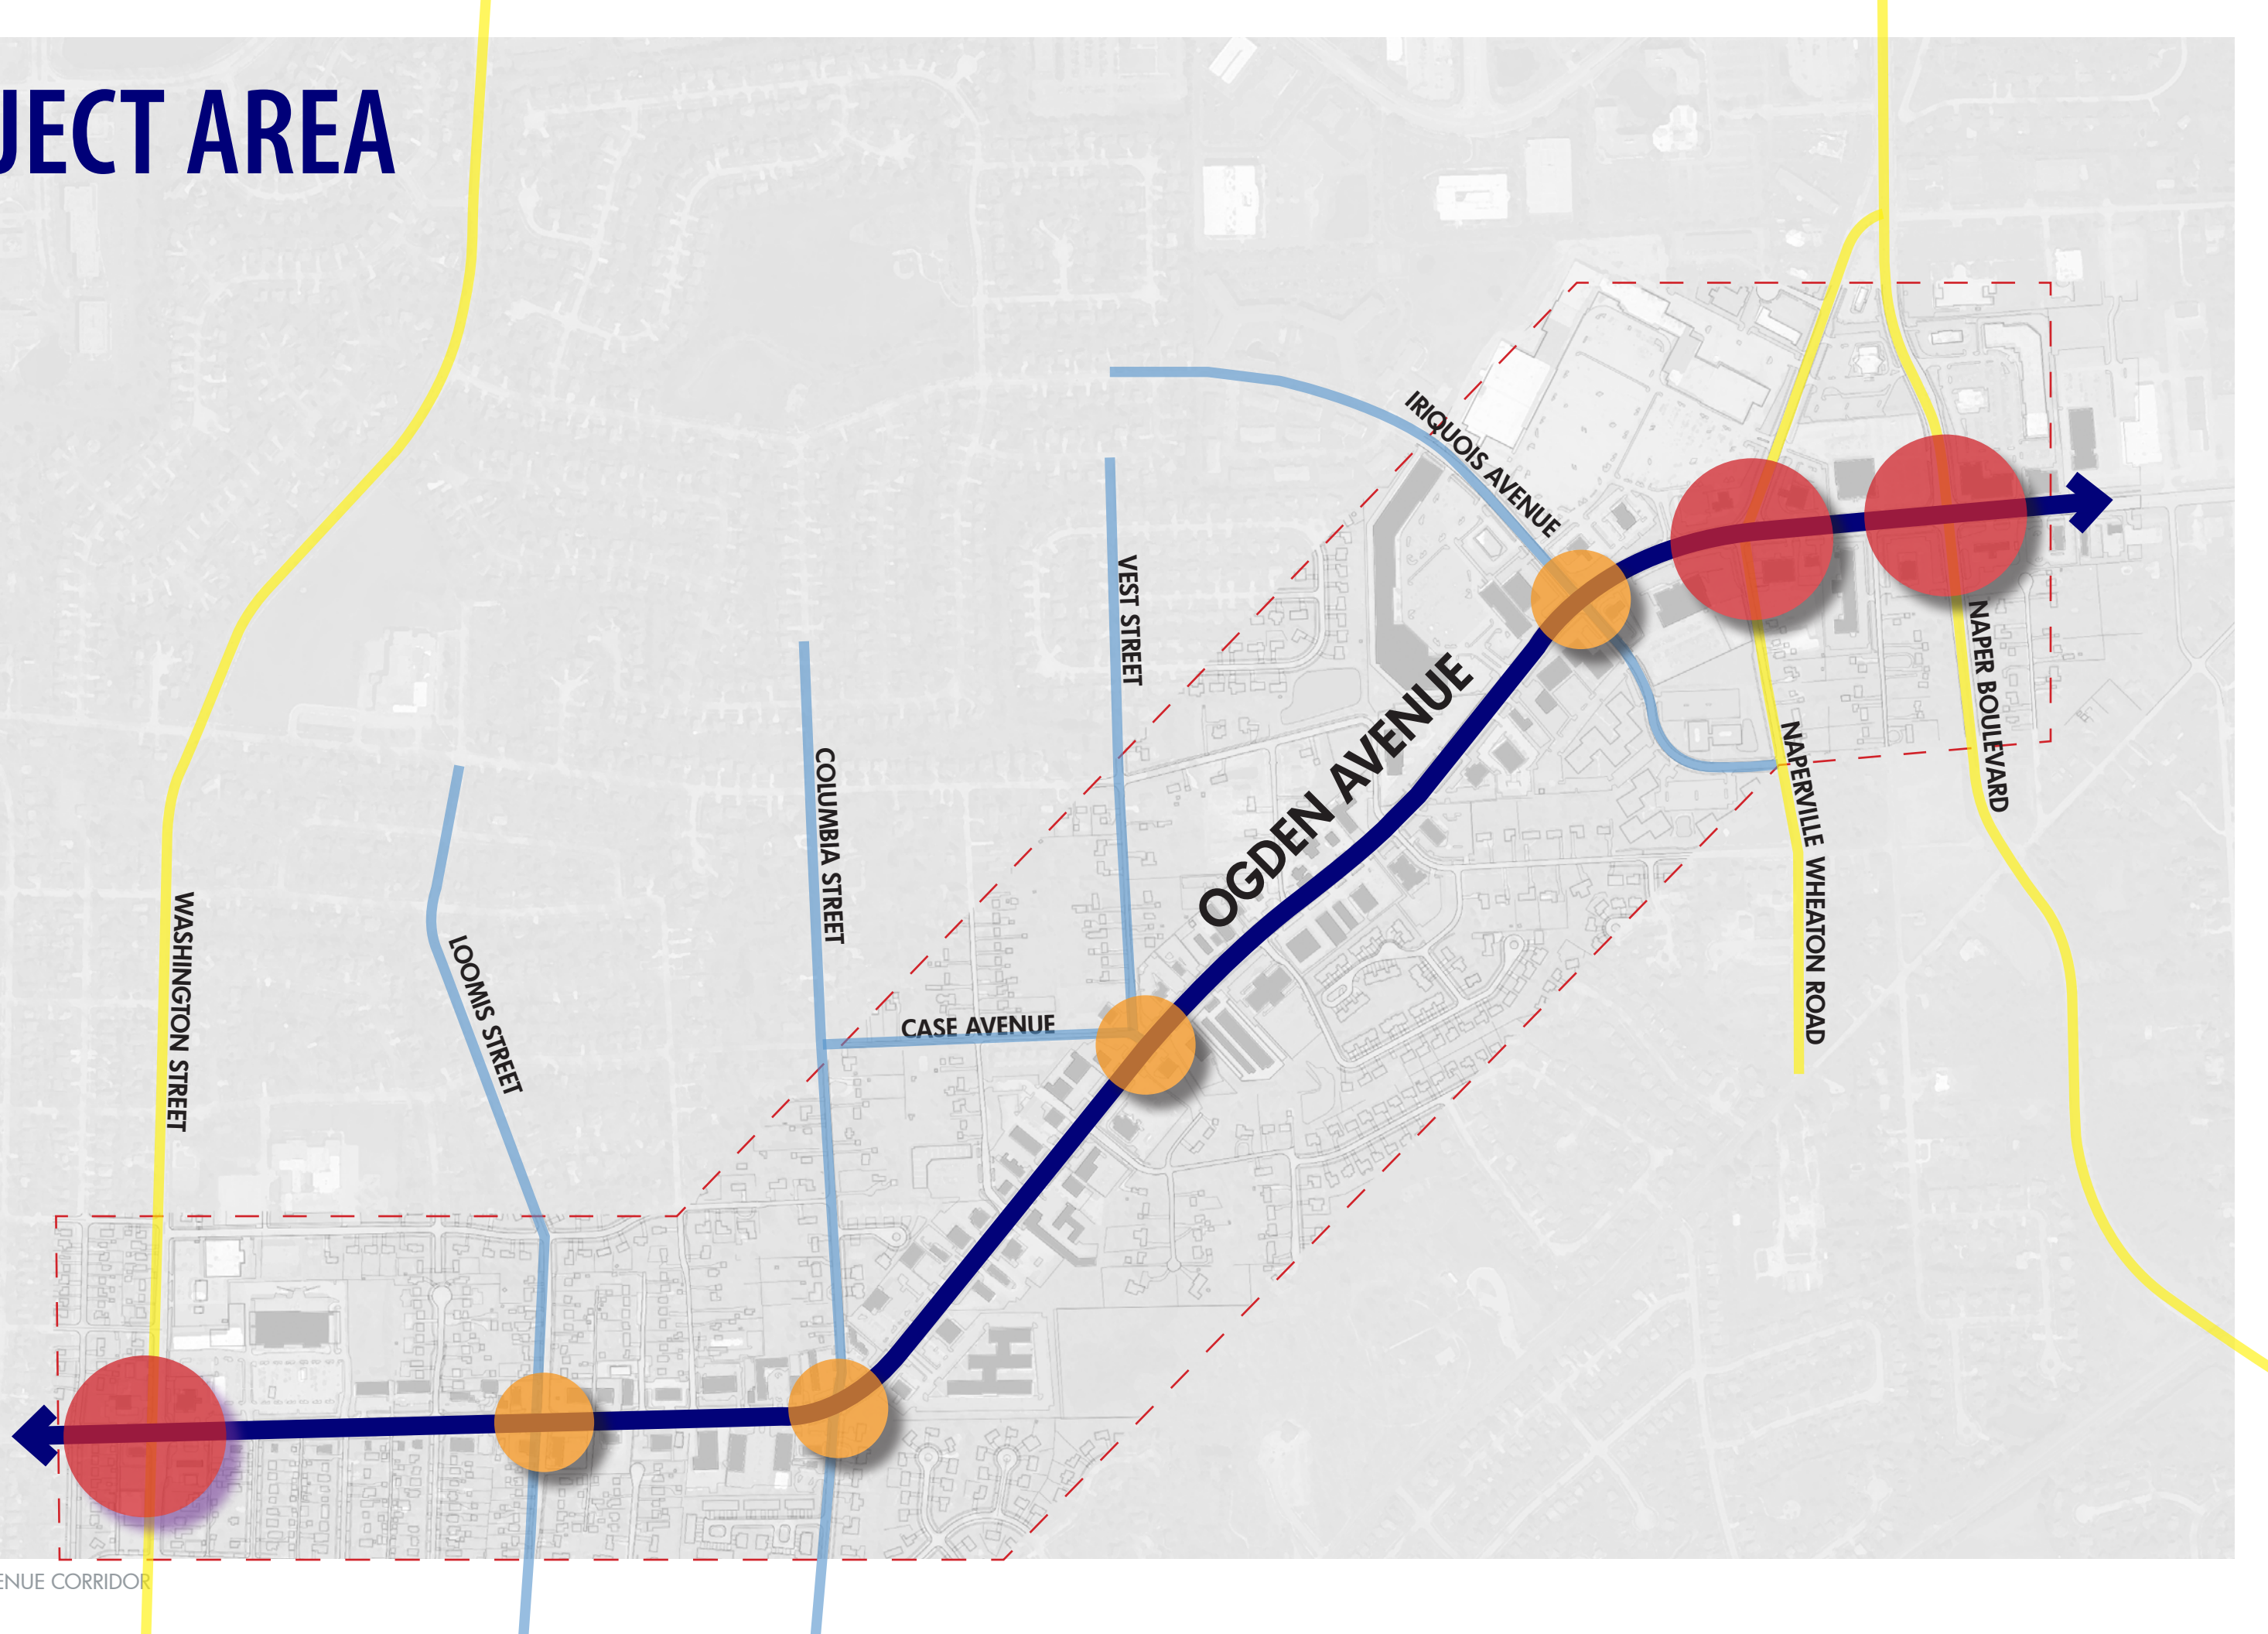 JECT AREA
IRIQUOIS AVENUE
VEST STREET
OGDEN AVENUE
NAPER BOULEVARD
NAPERVILLE WHEATON ROAD
COLUMBIA STREET
WASHINGTON STREET
LOOMIS STREET
CASE AVENUE
ENUE CORRIDOR